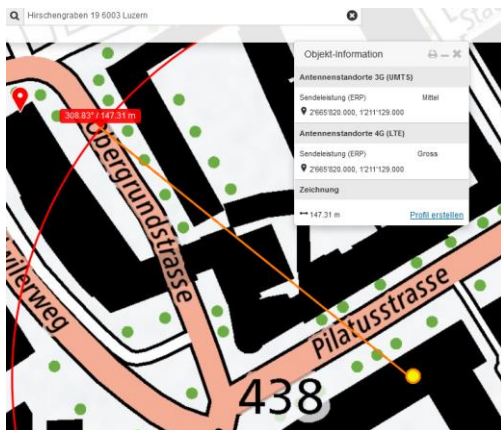 Hirschengraben 19 6003 Luzern
Objekt-Information
Antennenstandorte 3G (UMTS)
Sendeleistung (ERP) Mittel
2'665'820.000, 1'211'129.000
Antennenstandorte 4G (LTE)
Sendeleistung (ERP) Gross
2'665'820.000, 1'211'129.000
Zeichnung
147.31 m Profil erstellen
308.83° / 147.31 m
Obergrundstrasse
wilerweg
Pilatusstrasse
438